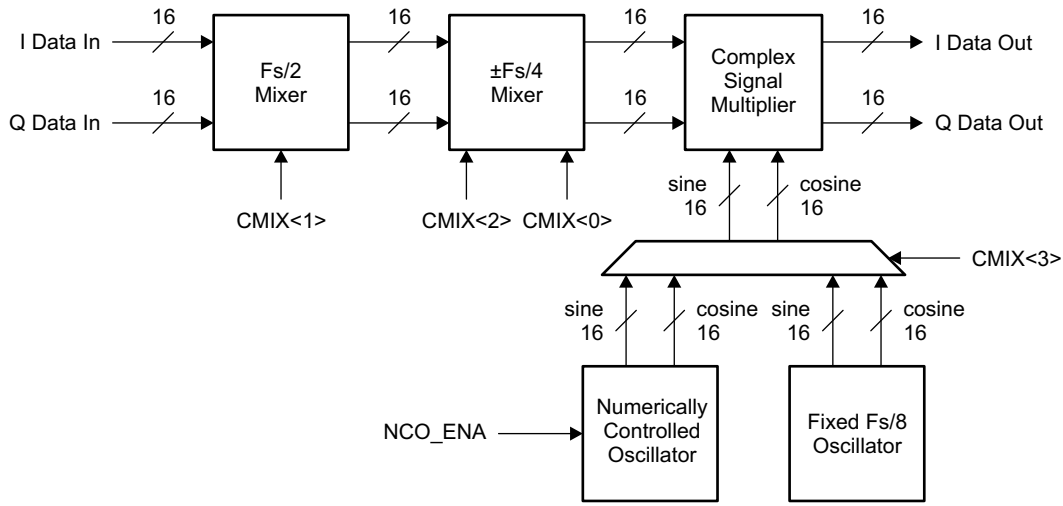 16 16 16 16
I Data In I Data Out
Fs/2
Mixer
±Fs/4
Mixer
Complex
Signal
Multiplier
16 16 16 16
Q Data In Q Data Out
sine
16
cosine
16
CMIX<1>
CMIX<2>
CMIX<0>
CMIX<3>
sine
16
cosine
16
sine
16
cosine
16
NCO_ENA
Numerically
Controlled
Oscillator
Fixed Fs/8
Oscillator